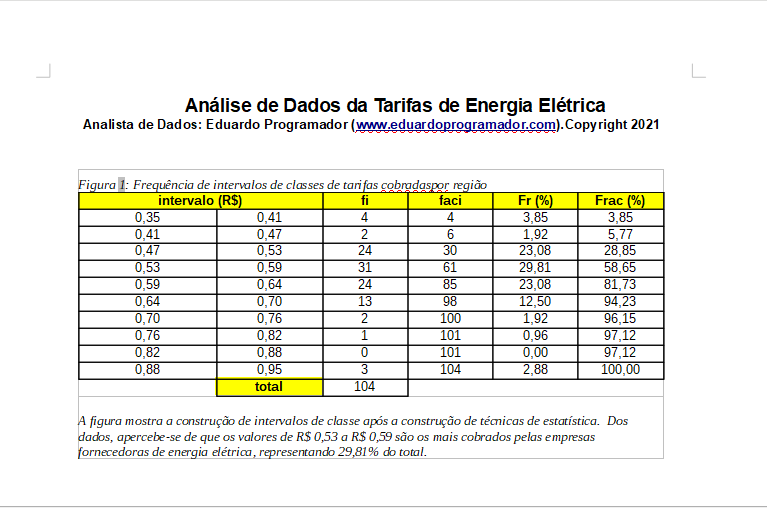 Análise de Dados da Tarifas de Energia Elétrica
Analista de Dados: Eduardo Programador (www.eduardoprogramador.com).Copyright 2021
Figura 1: Frequência de intervalos de classes de tarifas cobradaspor região
intervalo (R$) fi faci Fr (%) Frac (%)
0,35 0,41 4 4 3,85 3,85
0,41 0,47 2 6 1,92 5,77
0,47 0,53 24 30 23,08 28,85
0,53 0,59 31 61 29,81 58,65
0,59 0,64 24 85 23,08 81,73
0,64 0,70 13 98 12,50 94,23
0,70 0,76 2 100 1,92 96,15
0,76 0,82 1 101 0,96 97,12
0,82 0,88 0 101 0,00 97,12
0,88 0,95 3 104 2,88 100,00
total 104
A figura mostra a construção de intervalos de classe após a construção de técnicas de estatística. Dos
dados, apercebe-se de que os valores de R$ 0,53 a R$ 0,59 são os mais cobrados pelas empresas
fornecedoras de energia elétrica, representando 29,81% do total.